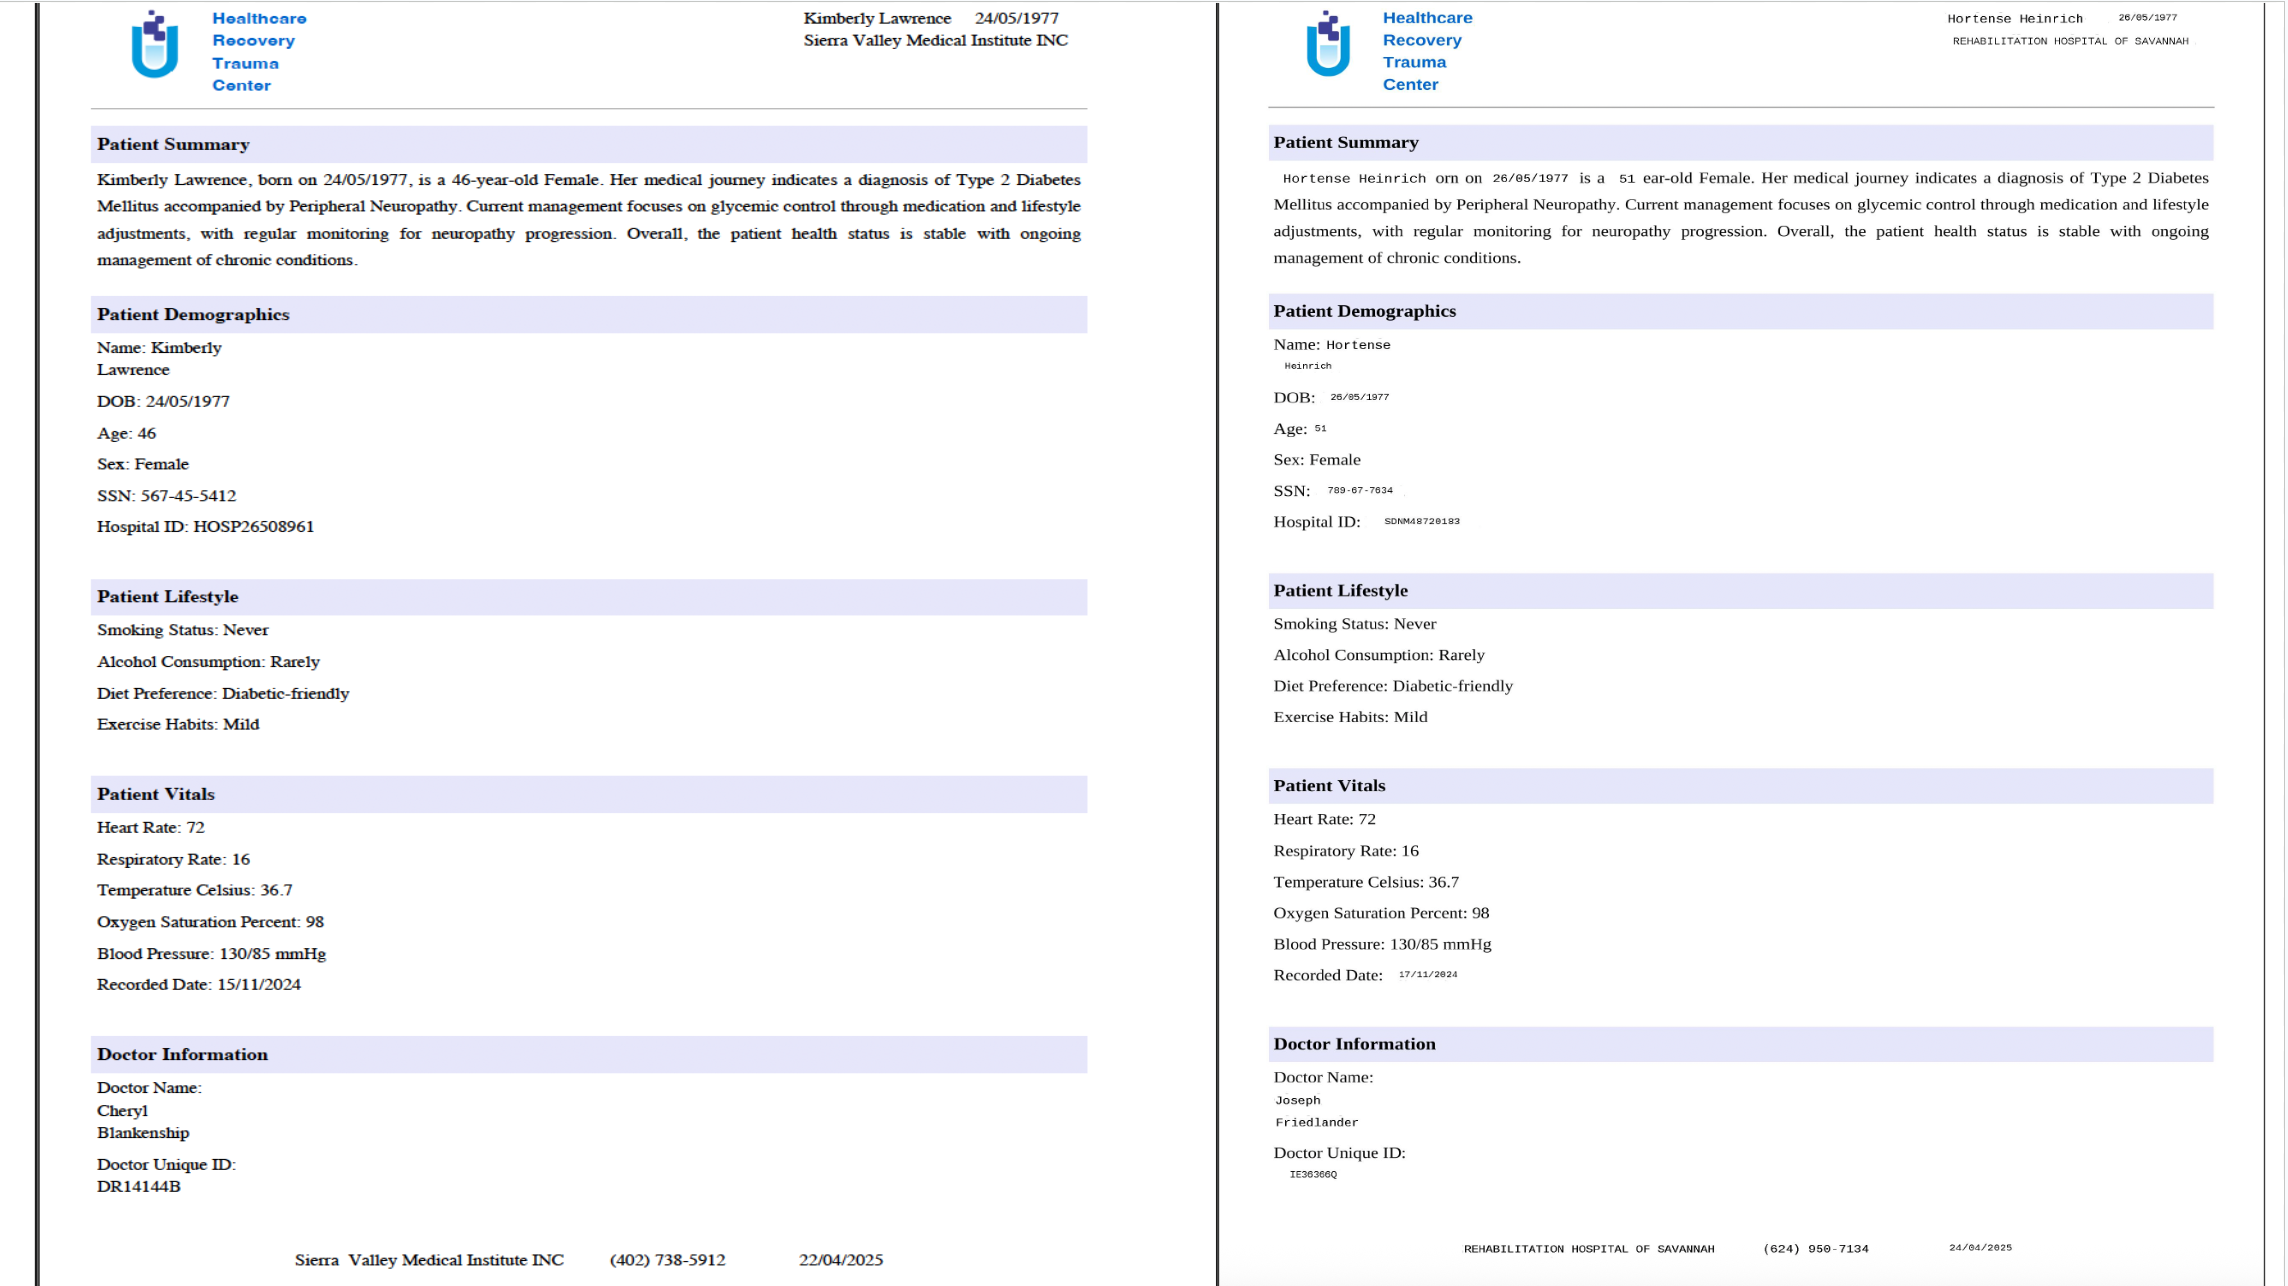 Healthcare
Recovery
Trauma
Center
Kimberly Lawrence 24/05/1977
Sierra Valley Medical Institute INC
Patient Summary
Kimberly Lawrence, born on 24/05/1977, is a 46-year-old Female. Her medical journey indicates a diagnosis of Type 2 Diabetes
Mellitus accompanied by Peripheral Neuropathy. Current management focuses on glycemic control through medication and lifestyle
adjustments, with regular monitoring for neuropathy progression. Overall, the patient health status is stable with ongoing
management of chronic conditions.
Patient Demographics
Name: Kimberly
Lawrence
DOB: 24/05/1977
Age: 46
Sex: Female
SSN: 567-45-5412
Hospital ID: HOSP26508961
Patient Lifestyle
Smoking Status: Never
Alcohol Consumption: Rarely
Diet Preference: Diabetic-friendly
Exercise Habits: Mild
Patient Vitals
Heart Rate: 72
Respiratory Rate: 16
Temperature Celsius: 36.7
Oxygen Saturation Percent: 98
Blood Pressure: 130/85 mmHg
Recorded Date: 15/11/2024
Doctor Information
Doctor Name:
Cheryl
Blankenship
Doctor Unique ID:
DR14144B
Sierra Valley Medical Institute INC (402) 738-5912 22/04/2025
Healthcare
Recovery
Trauma
Center
Hortense Heinrich 26/05/1977
REHABILITATION HOSPITAL OF SAVANNAH
Patient Summary
Hortense Heinrich orn on 26/05/1977 is a 51 ear-old Female. Her medical journey indicates a diagnosis of Type 2 Diabetes
Mellitus accompanied by Peripheral Neuropathy. Current management focuses on glycemic control through medication and lifestyle
adjustments, with regular monitoring for neuropathy progression. Overall, the patient health status is stable with ongoing
management of chronic conditions.
Patient Demographics
Name: Hortense
Heinrich
DOB: 26/05/1977
Age: 51
Sex: Female
SSN: 789-67-7634
Hospital ID: SDNM48720183
Patient Lifestyle
Smoking Status: Never
Alcohol Consumption: Rarely
Diet Preference: Diabetic-friendly
Exercise Habits: Mild
Patient Vitals
Heart Rate: 72
Respiratory Rate: 16
Temperature Celsius: 36.7
Oxygen Saturation Percent: 98
Blood Pressure: 130/85 mmHg
Recorded Date: 17/11/2024
Doctor Information
Doctor Name:
Joseph
Friedlander
Doctor Unique ID:
IE36366Q
REHABILITATION HOSPITAL OF SAVANNAH (624) 950-7134 24/04/2025